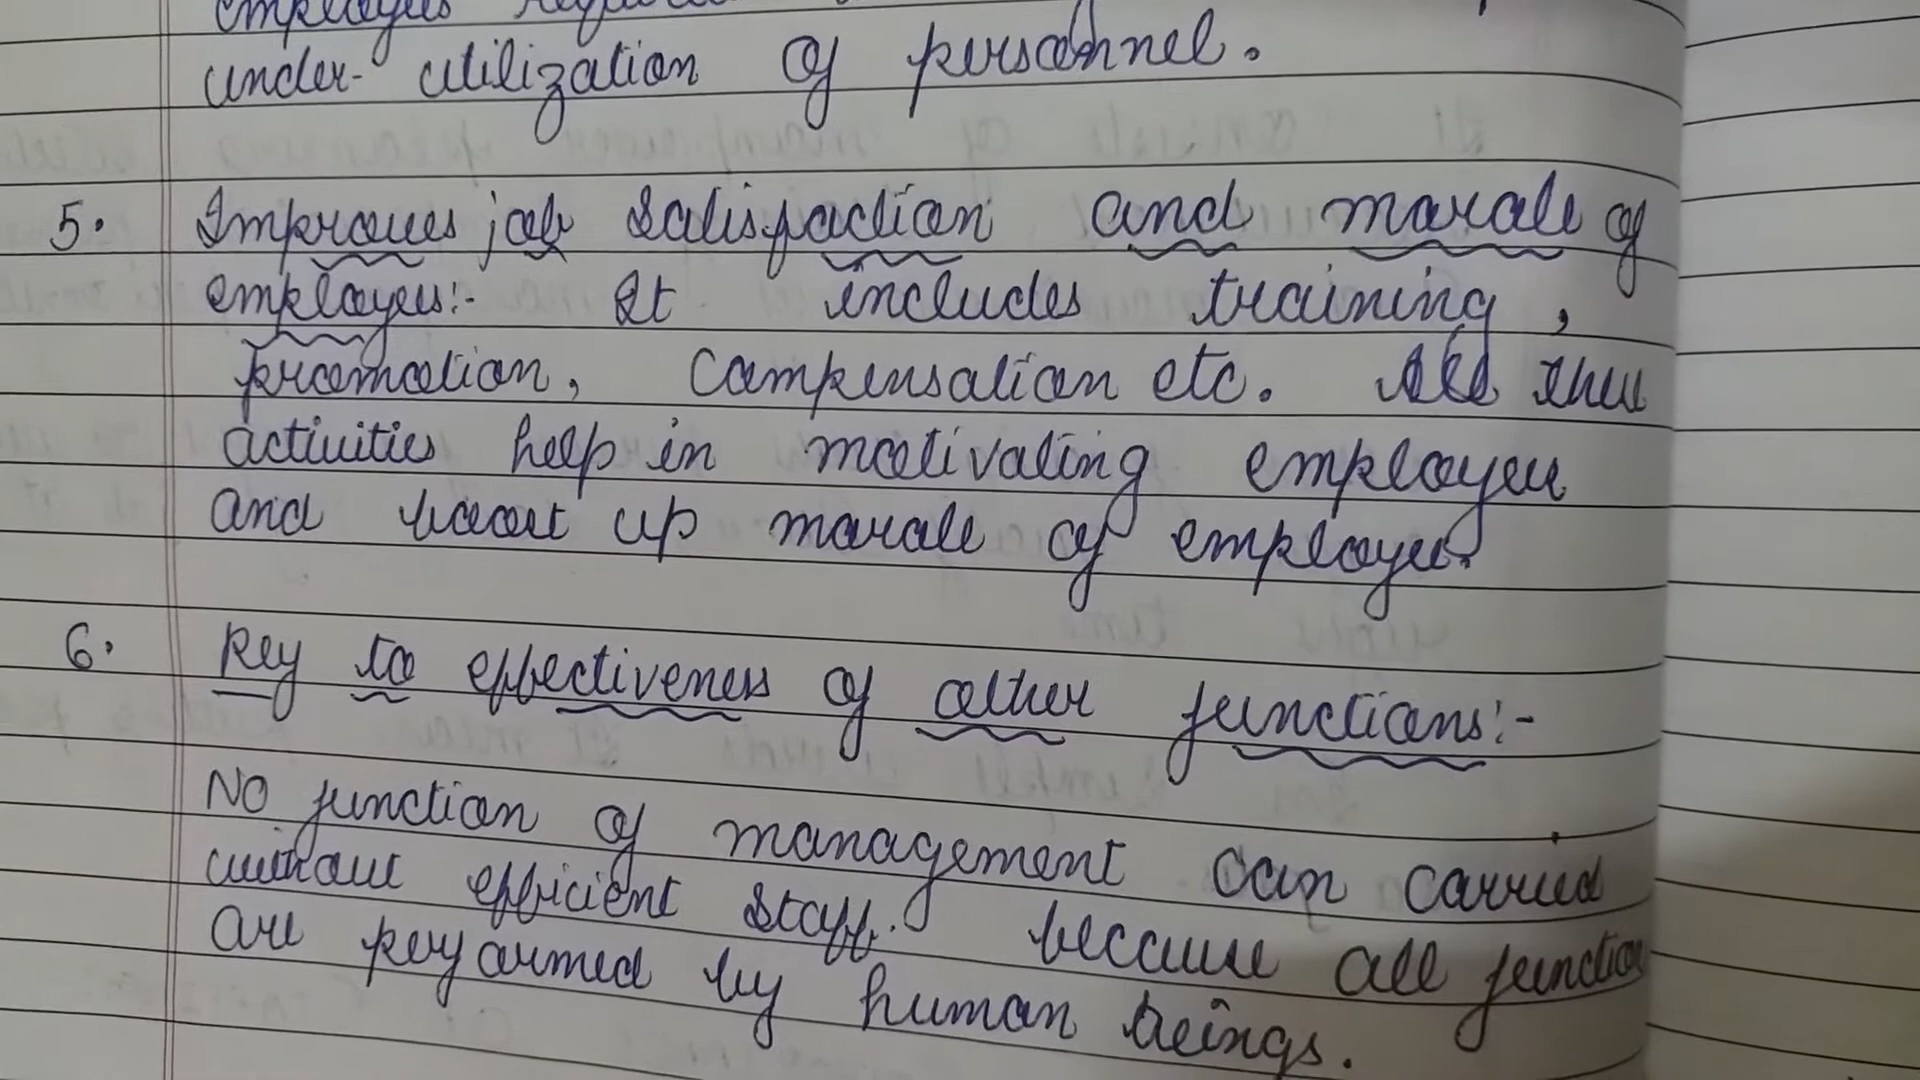 employees
under-utilization of personnel.
5. Improves job satisfaction and morale of
employees:- It includes training,
promotion, compensation etc. All these
activities help in motivating employees
and boost up morale of employees.
6. Key to effectiveness of other functions:-
No function of management can carried
without efficient staff. because all function
are peryormed by human beings.